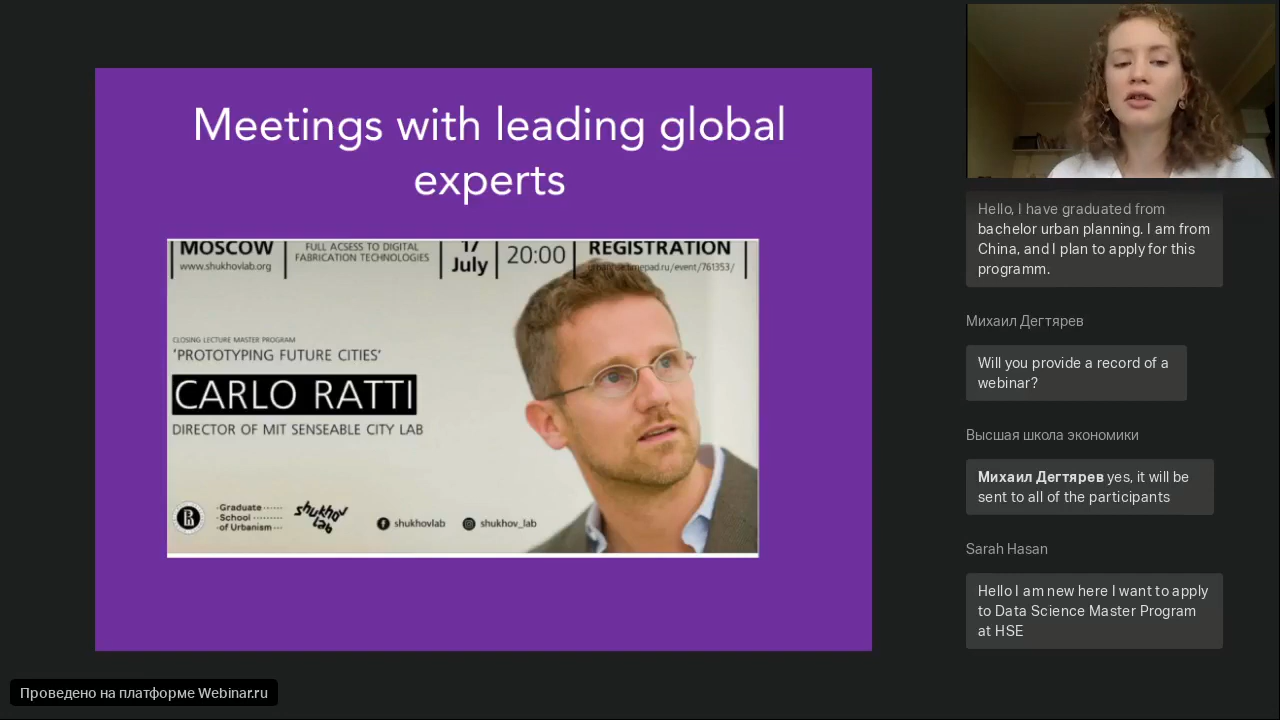 Meetings with leading global
experts
MOSCOW
www.shukhovlab.org
FULL ACSESS TO DIGITAL
FABRICATION TECHNOLOGIES
17
July
20:00
REGISTRATION
CLOSING LECTURE MASTER PROGRAM
'PROTOTYPING FUTURE CITIES'
CARLO RATTI
DIRECTOR OF MIT SENSEABLE CITY LAB
Graduate
School
of Urbanism
shukhov
lab
shukhovlab
shukhov_lab
Hello, I have graduated from
bachelor urban planning. I am from
China, and I plan to apply for this
programm.
Михаил Дегтярев
Will you provide a record of a
webinar?
Высшая школа экономики
Михаил Дегтярев yes, it will be
sent to all of the participants
Sarah Hasan
Hello I am new here I want to apply
to Data Science Master Program
at HSE
Проведено на платформе Webinar.ru